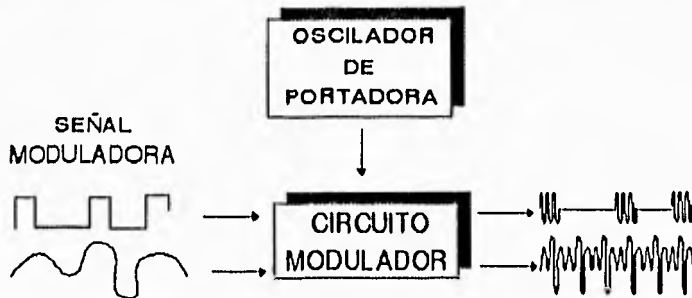 OSCILADOR
DE
PORTADORA
SEÑAL
MODULADORA
CIRCUITO
MODULADOR